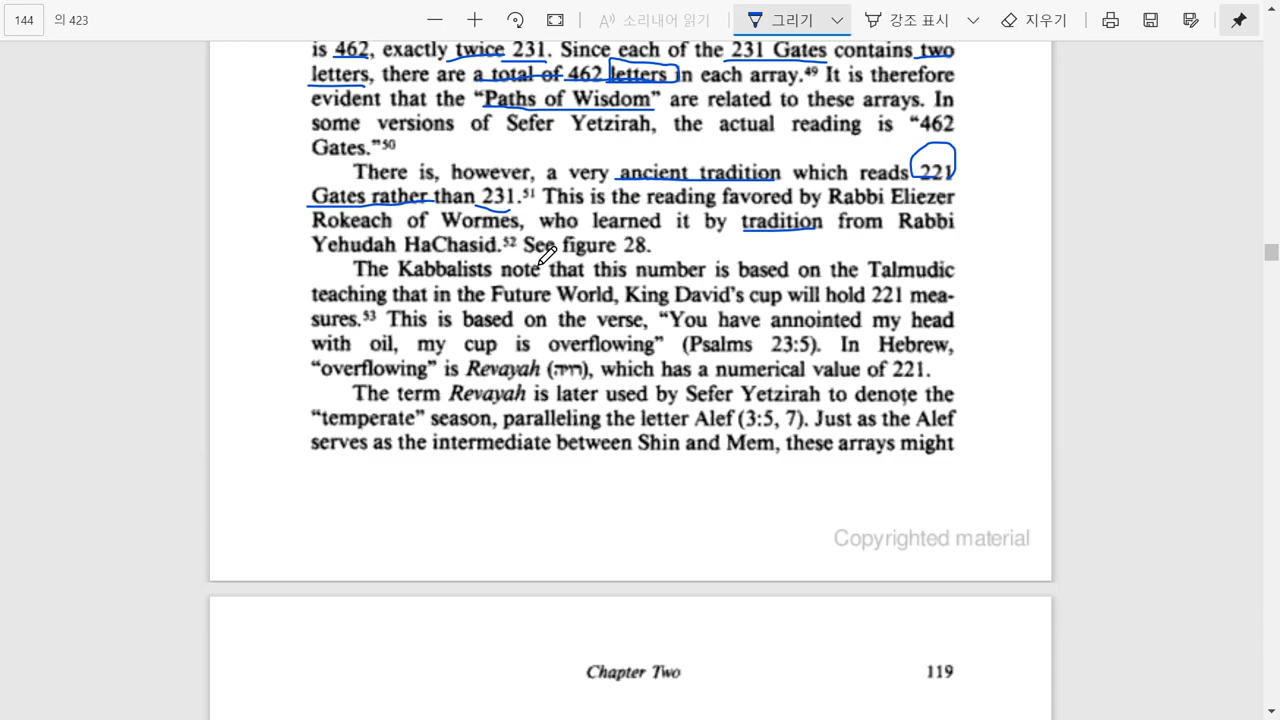 144 의 423 소리내어 읽기 그리기 강조 표시 지우기
is 462, exactly twice 231. Since each of the 231 Gates contains two
letters, there are a total of 462 letters in each array.⁴⁹ It is therefore
evident that the “Paths of Wisdom” are related to these arrays. In
some versions of Sefer Yetzirah, the actual reading is “462
Gates.”⁵⁰
There is, however, a very ancient tradition which reads 221
Gates rather than 231.⁵¹ This is the reading favored by Rabbi Eliezer
Rokeach of Wormes, who learned it by tradition from Rabbi
Yehudah HaChasid.⁵² See figure 28.
The Kabbalists note that this number is based on the Talmudic
teaching that in the Future World, King David’s cup will hold 221 mea-
sures.⁵³ This is based on the verse, “You have annointed my head
with oil, my cup is overflowing” (Psalms 23:5). In Hebrew,
“overflowing” is Revayah (רויה), which has a numerical value of 221.
The term Revayah is later used by Sefer Yetzirah to denote the
“temperate” season, paralleling the letter Alef (3:5, 7). Just as the Alef
serves as the intermediate between Shin and Mem, these arrays might
Copyrighted material
Chapter Two 119